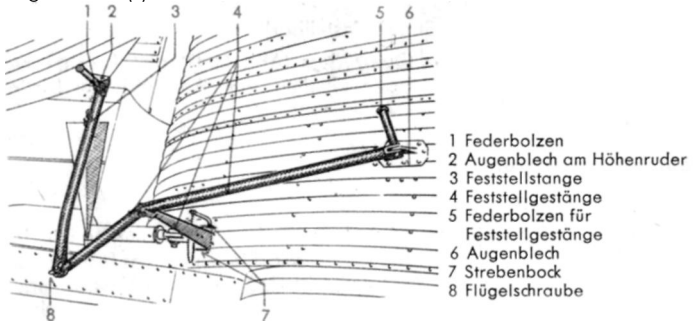 1 2 3 4 5 6
1 Federbolzen
2 Augenblech am Höhenruder
3 Feststellstange
4 Feststellgestänge
5 Federbolzen für
Feststellgestänge
6 Augenblech
7 Strebenbock
8 Flügelschraube
8 7